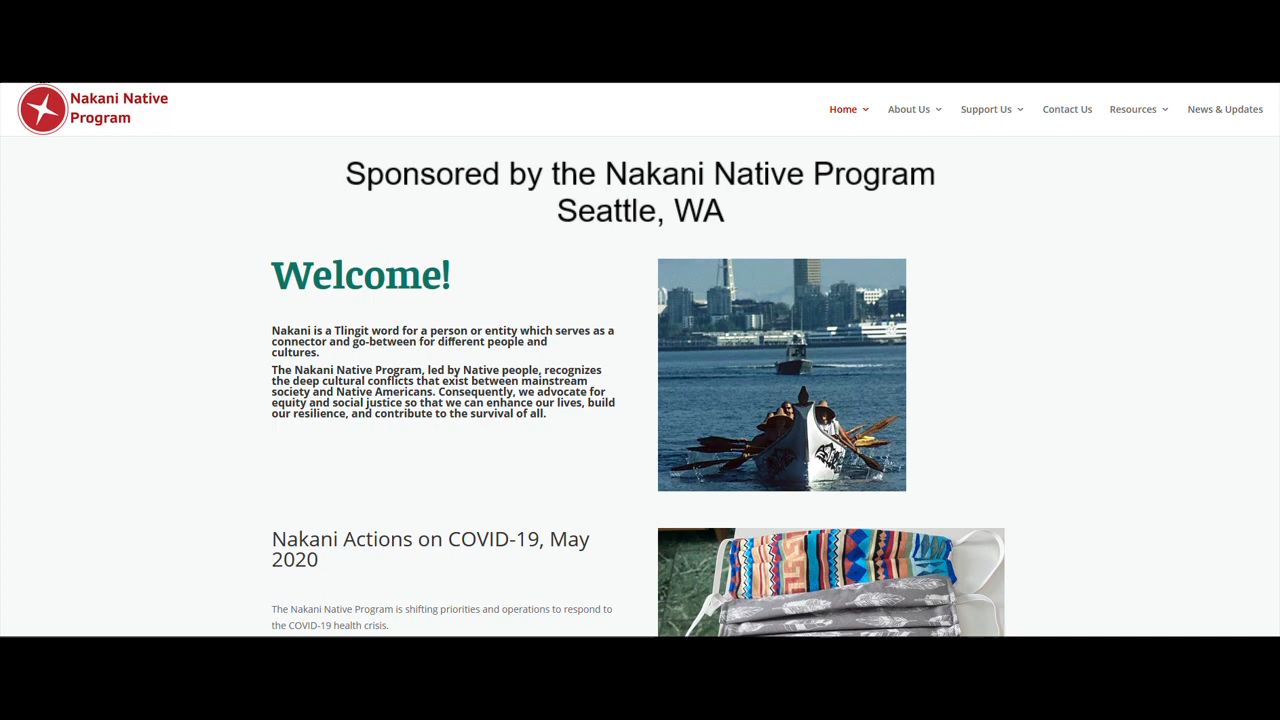 Nakani Native
Program
Home
About Us
Support Us
Contact Us
Resources
News & Updates
Sponsored by the Nakani Native Program
Seattle, WA
Welcome!
Nakani is a Tlingit word for a person or entity which serves as a
connector and go-between for different people and
cultures.
The Nakani Native Program, led by Native people, recognizes
the deep cultural conflicts that exist between mainstream
society and Native Americans. Consequently, we advocate for
equity and social justice so that we can enhance our lives, build
our resilience, and contribute to the survival of all.
Nakani Actions on COVID-19, May
2020
The Nakani Native Program is shifting priorities and operations to respond to
the COVID-19 health crisis.